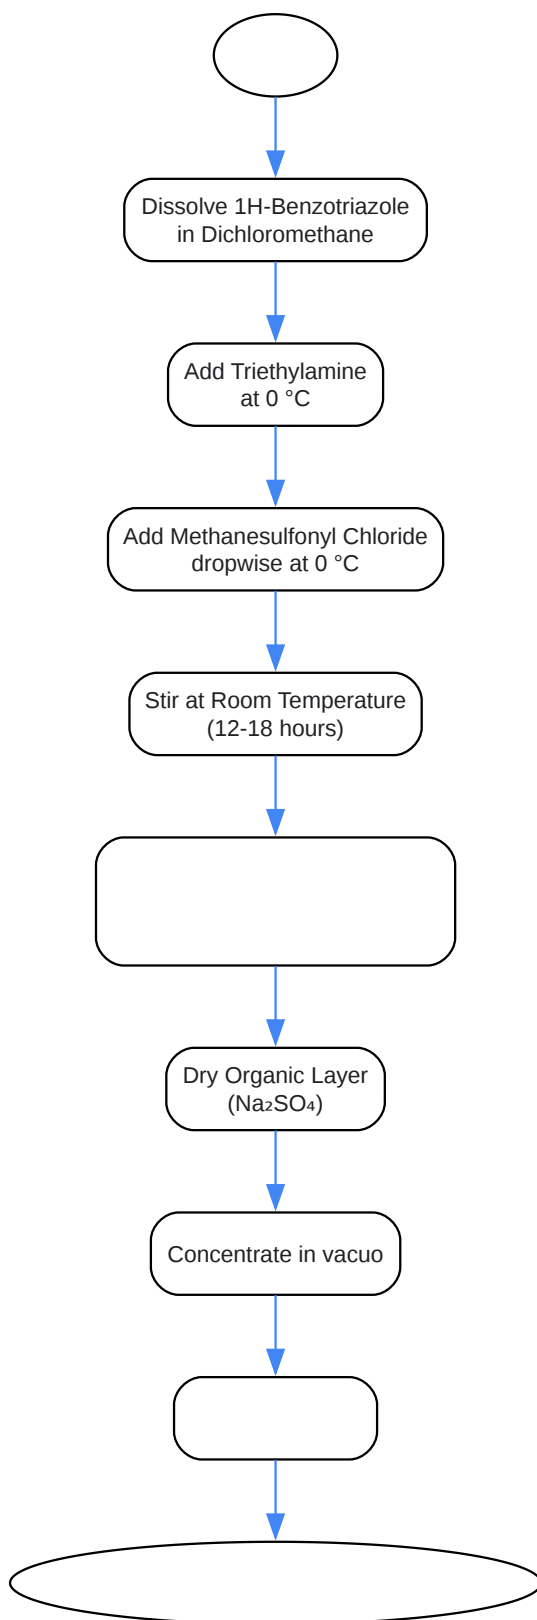 Dissolve 1H-Benzotriazole
in Dichloromethane
Add Triethylamine
at 0 °C
Add Methanesulfonyl Chloride
dropwise at 0 °C
Stir at Room Temperature
(12-18 hours)
Dry Organic Layer
(Na₂SO₄)
Concentrate in vacuo